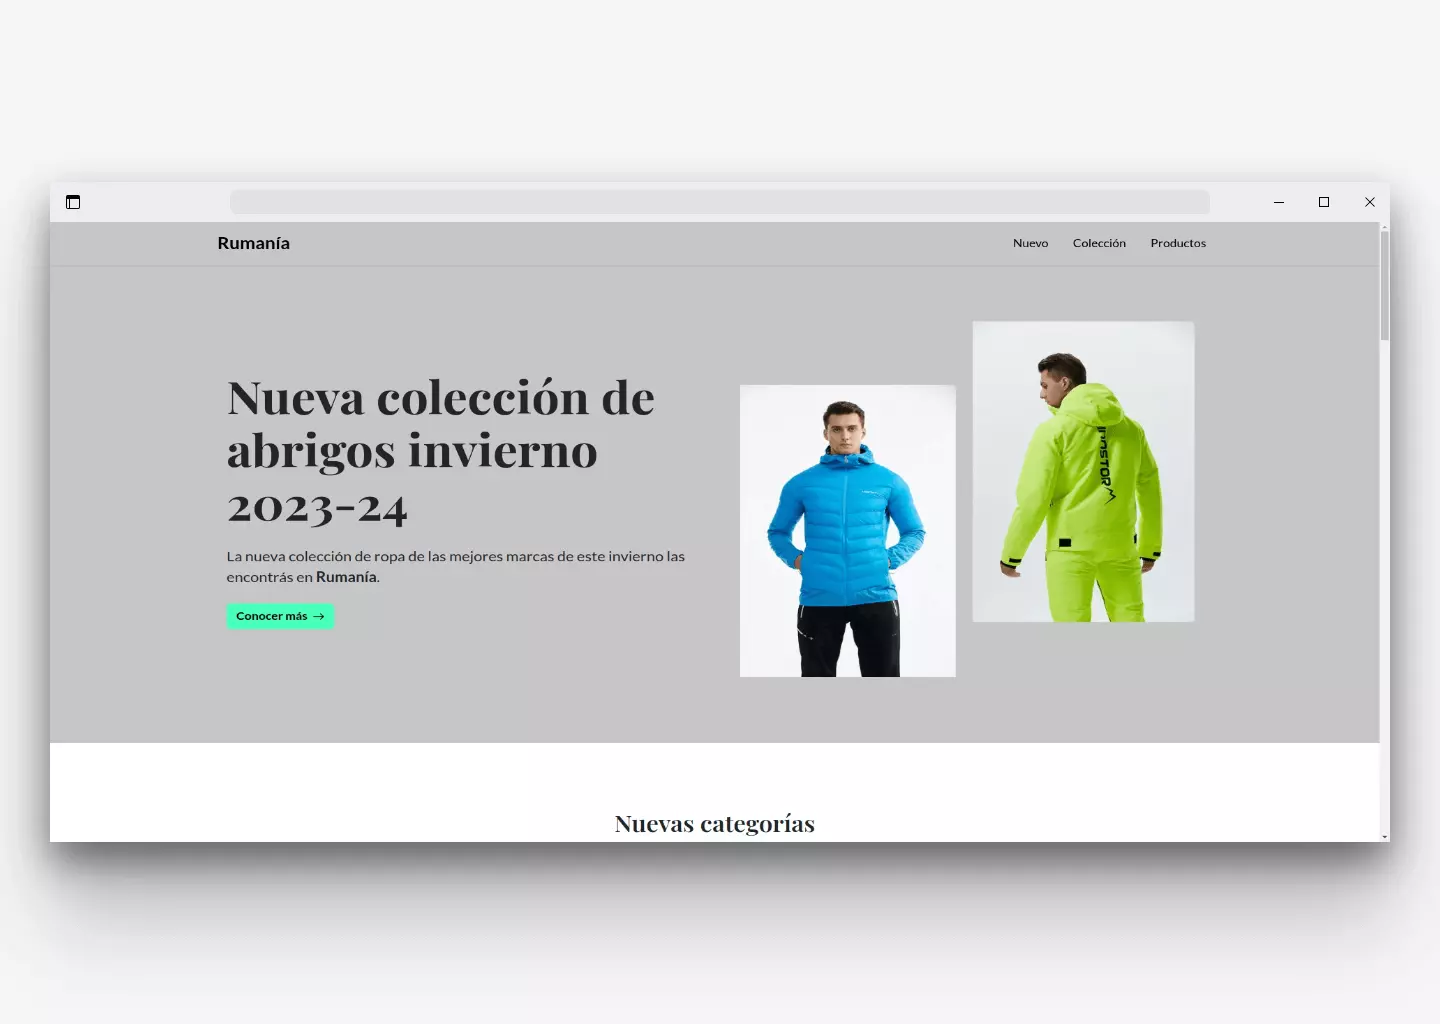 Rumanía
Nuevo Colección Productos
Nueva colección de
abrigos invierno
2023-24
La nueva colección de ropa de las mejores marcas de este invierno las
encontrás en Rumanía.
Conocer más →
Nuevas categorías